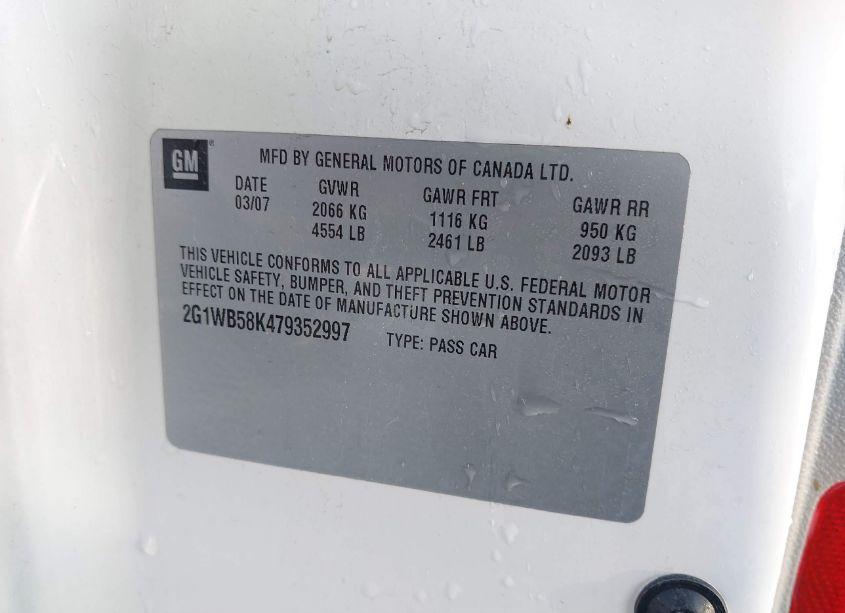 GM
MFD BY GENERAL MOTORS OF CANADA LTD.
DATE GVWR GAWR FRT GAWR RR
03/07 2066 KG 1116 KG 950 KG
4554 LB 2461 LB 2093 LB
THIS VEHICLE CONFORMS TO ALL APPLICABLE U.S. FEDERAL MOTOR
VEHICLE SAFETY, BUMPER, AND THEFT PREVENTION STANDARDS IN
EFFECT ON THE DATE OF MANUFACTURE SHOWN ABOVE.
2G1WB58K479352997 TYPE: PASS CAR